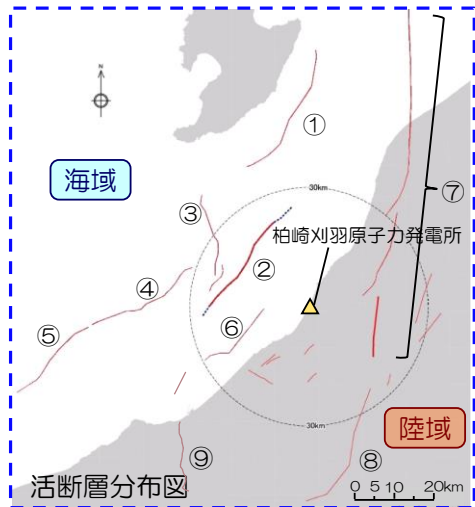 N
①
⑦
海域
30km
③
柏崎刈羽原子力発電所
②
④
⑥
⑤
30km
陸域
⑨
⑧
活断層分布図
0 5 10 20km